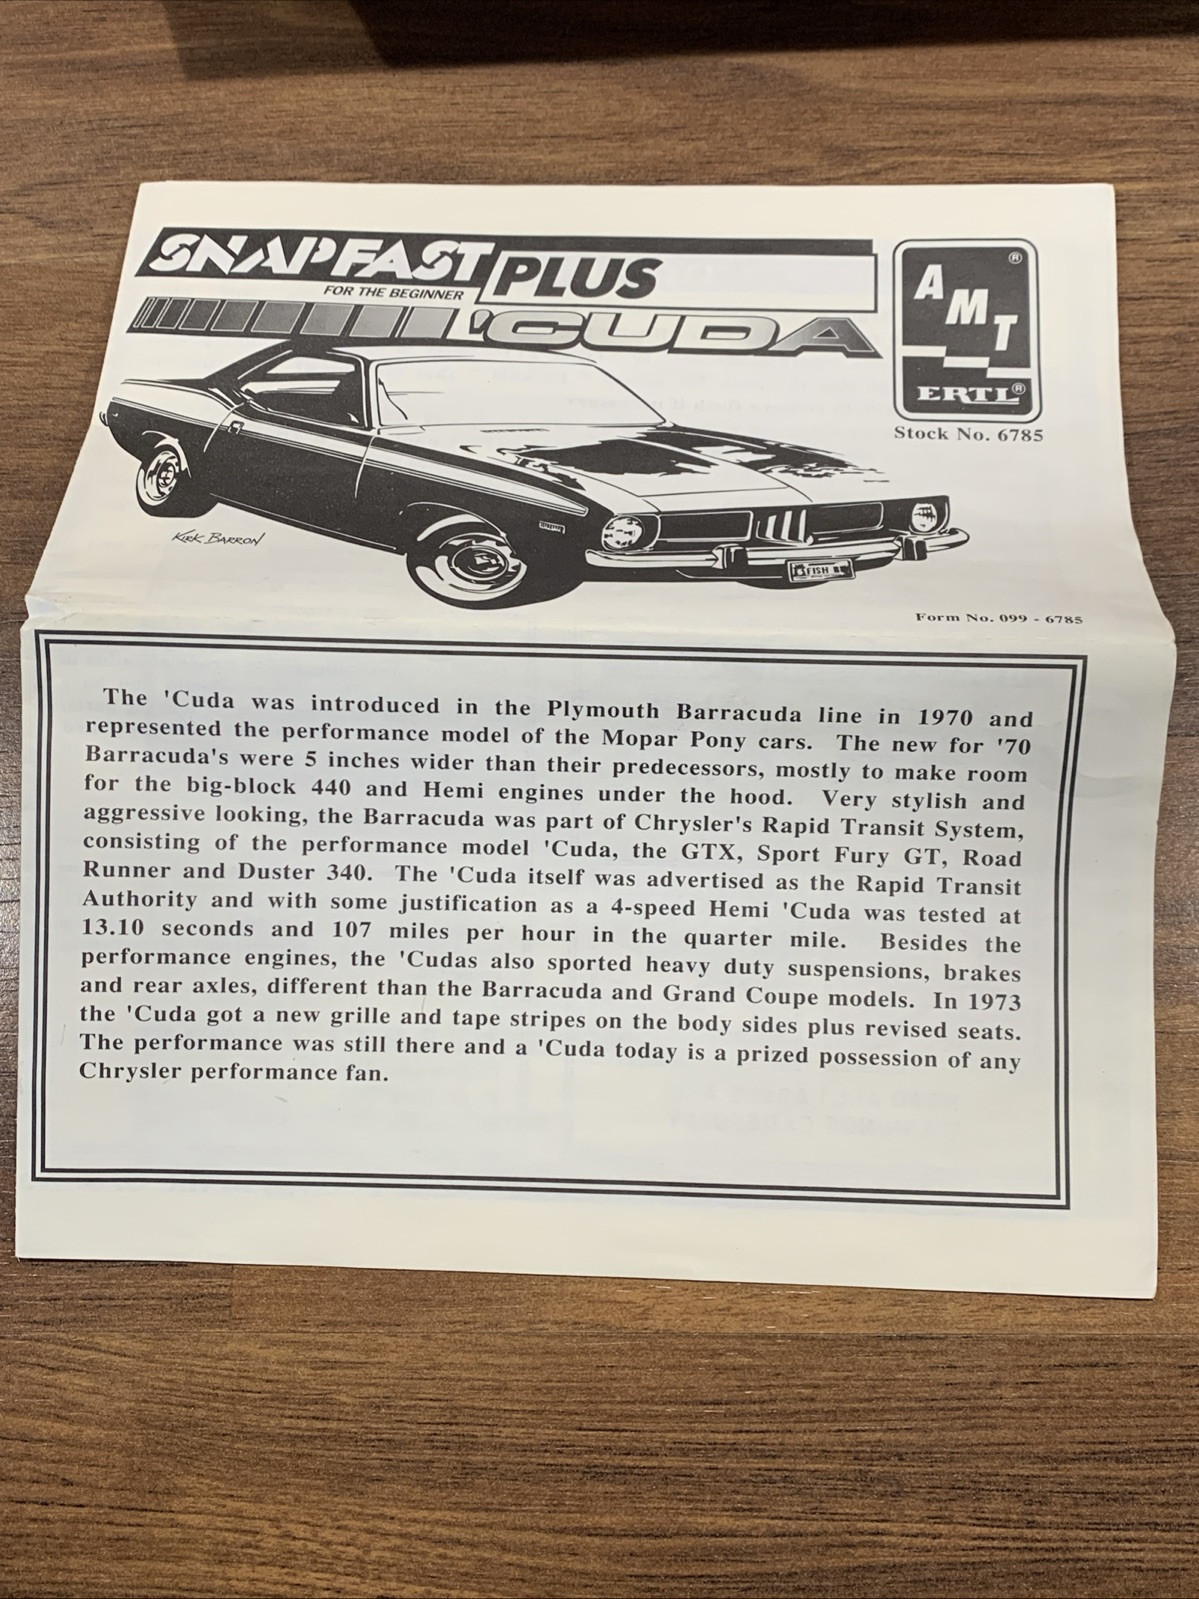 SNAPFAST PLUS
FOR THE BEGINNER
'CUDA
AMT
®
ERTL®
Stock No. 6785
KIRK BARRON
FISH
Form No. 099 - 6785
The 'Cuda was introduced in the Plymouth Barracuda line in 1970 and
represented the performance model of the Mopar Pony cars. The new for '70
Barracuda's were 5 inches wider than their predecessors, mostly to make room
for the big-block 440 and Hemi engines under the hood. Very stylish and
aggressive looking, the Barracuda was part of Chrysler's Rapid Transit System,
consisting of the performance model 'Cuda, the GTX, Sport Fury GT, Road
Runner and Duster 340. The 'Cuda itself was advertised as the Rapid Transit
Authority and with some justification as a 4-speed Hemi 'Cuda was tested at
13.10 seconds and 107 miles per hour in the quarter mile. Besides the
performance engines, the 'Cudas also sported heavy duty suspensions, brakes
and rear axles, different than the Barracuda and Grand Coupe models. In 1973
the 'Cuda got a new grille and tape stripes on the body sides plus revised seats.
The performance was still there and a 'Cuda today is a prized possession of any
Chrysler performance fan.